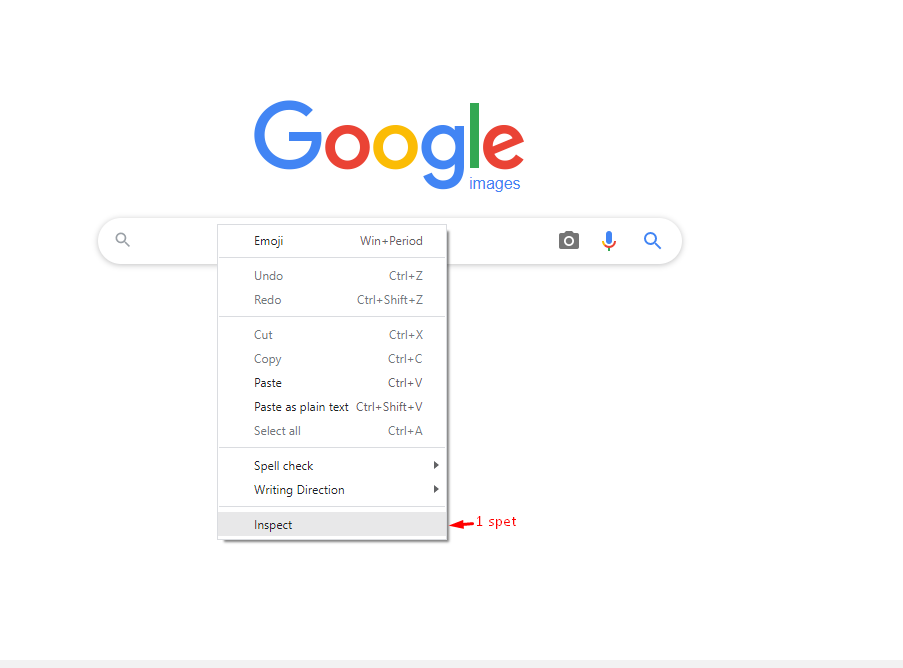 Google
images
Emoji Win+Period
Undo Ctrl+Z
Redo Ctrl+Shift+Z
Cut Ctrl+X
Copy Ctrl+C
Paste Ctrl+V
Paste as plain text Ctrl+Shift+V
Select all Ctrl+A
Spell check
Writing Direction
Inspect 1 spet